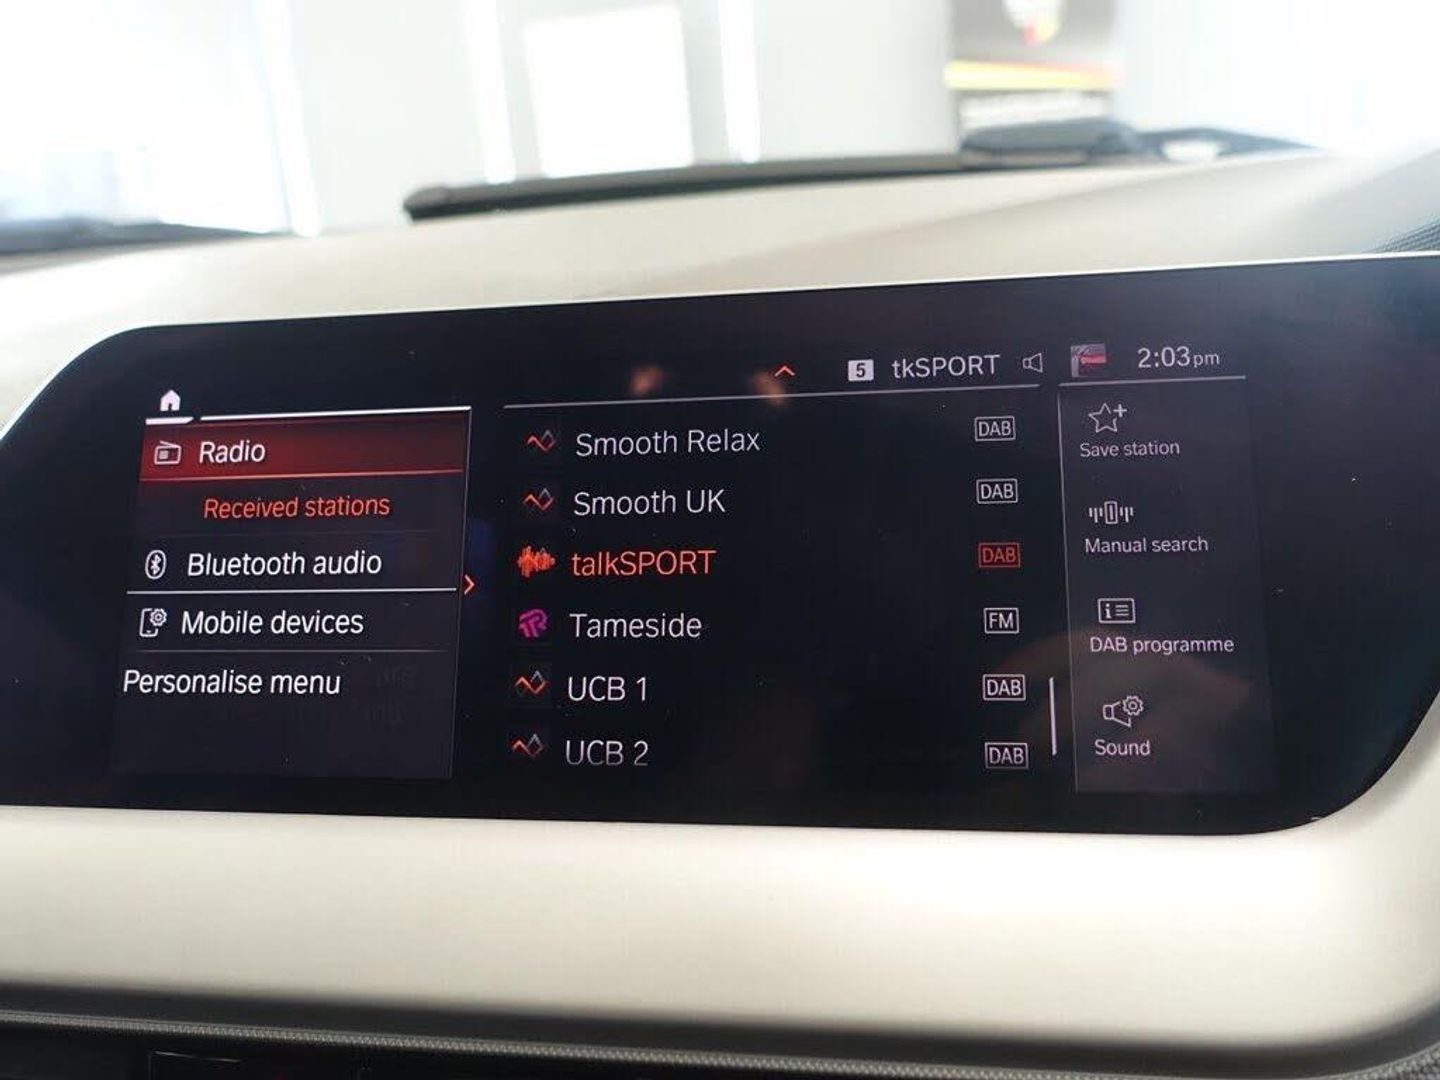 5 tkSPORT 2:03pm
Radio
Received stations
Bluetooth audio
Mobile devices
Personalise menu
Smooth Relax DAB
Smooth UK DAB
talkSPORT DAB
Tameside FM
UCB 1 DAB
UCB 2 DAB
Save station
Manual search
DAB programme
Sound